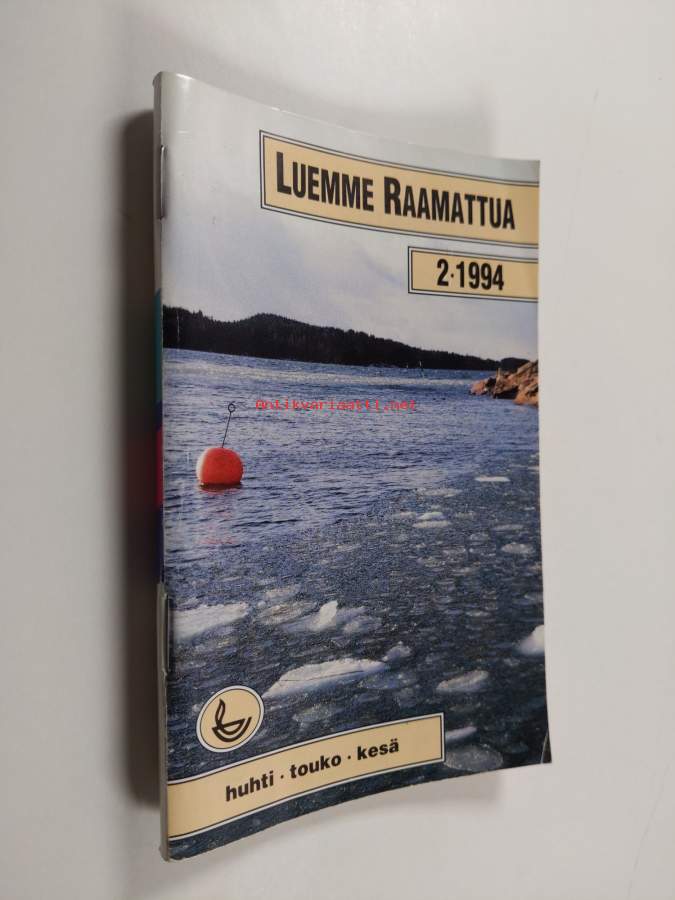 LUEMME RAAMATTUA
2·1994
antikvariaatti.net
huhti · touko · kesä